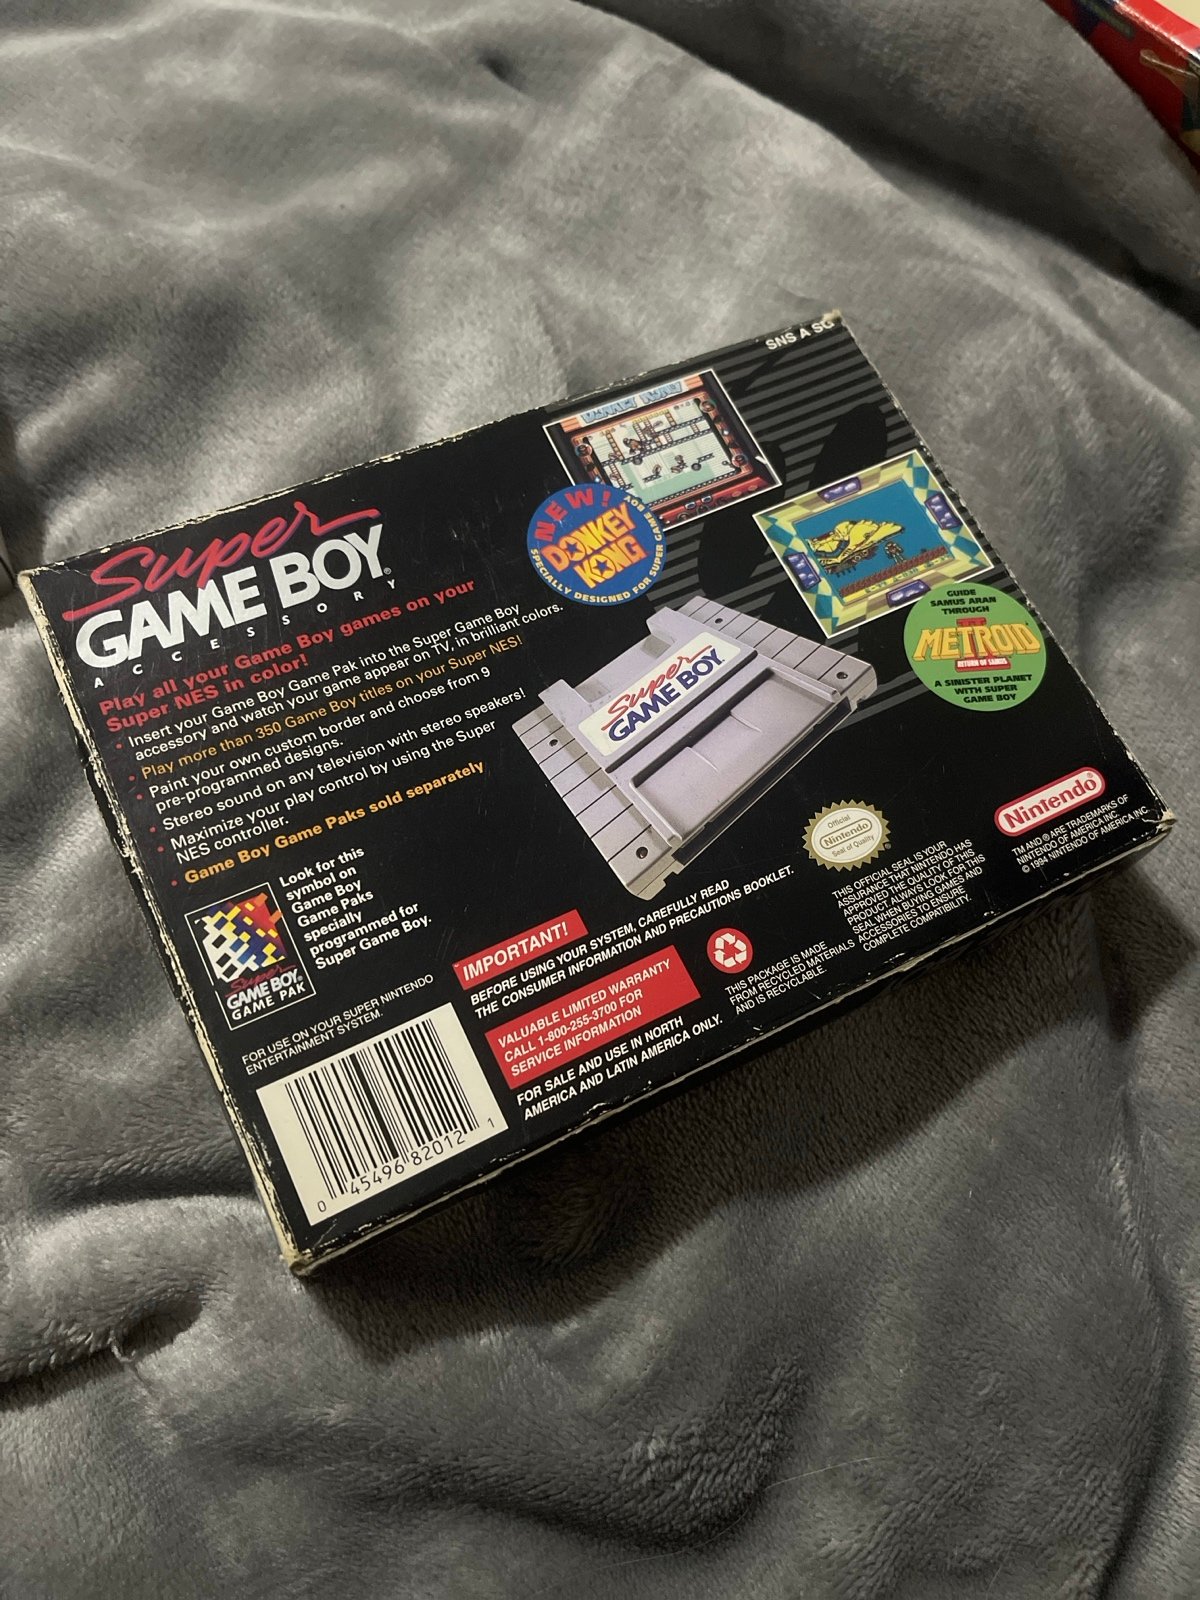 SNS A SG
DONKEY KONG
NEW!
DONKEY
KONG
SPECIALLY DESIGNED FOR SUPER GAME BOY
Super
GAME BOY®
ACCESSORY
Play all your Game Boy games on your
Super NES in color!
• Insert your Game Boy Game Pak into the Super Game Boy
accessory and watch your game appear on TV, in brilliant colors.
• Play more than 350 Game Boy titles on your Super NES!
• Paint your own custom border and choose from 9
pre-programmed designs.
• Stereo sound on any television with stereo speakers!
• Maximize your play control by using the Super
NES controller.
• Game Boy Game Paks sold separately
Super
GAME BOY
GUIDE
SAMUS ARAN
THROUGH
METROID II
RETURN OF SAMUS
A SINISTER PLANET
WITH SUPER
GAME BOY
Look for this
symbol on
Game Boy
Game Paks
specially
programmed for
Super Game Boy.
Super
GAME BOY
GAME PAK
FOR USE ON YOUR SUPER NINTENDO
ENTERTAINMENT SYSTEM.
0 45496 82012 1
IMPORTANT!
BEFORE USING YOUR SYSTEM, CAREFULLY READ
THE CONSUMER INFORMATION AND PRECAUTIONS BOOKLET.
VALUABLE LIMITED WARRANTY
CALL 1-800-255-3700 FOR
SERVICE INFORMATION
FOR SALE AND USE IN NORTH
AMERICA AND LATIN AMERICA ONLY.
THIS PACKAGE IS MADE
FROM RECYCLED MATERIALS
AND IS RECYCLABLE.
Official
Nintendo
Seal of Quality
THIS OFFICIAL SEAL IS YOUR
ASSURANCE THAT NINTENDO HAS
APPROVED THE QUALITY OF THIS
PRODUCT. ALWAYS LOOK FOR THIS
SEAL WHEN BUYING GAMES AND
ACCESSORIES TO ENSURE
COMPLETE COMPATIBILITY.
Nintendo®
TM AND ® ARE TRADEMARKS OF
NINTENDO OF AMERICA INC.
© 1994 NINTENDO OF AMERICA INC.